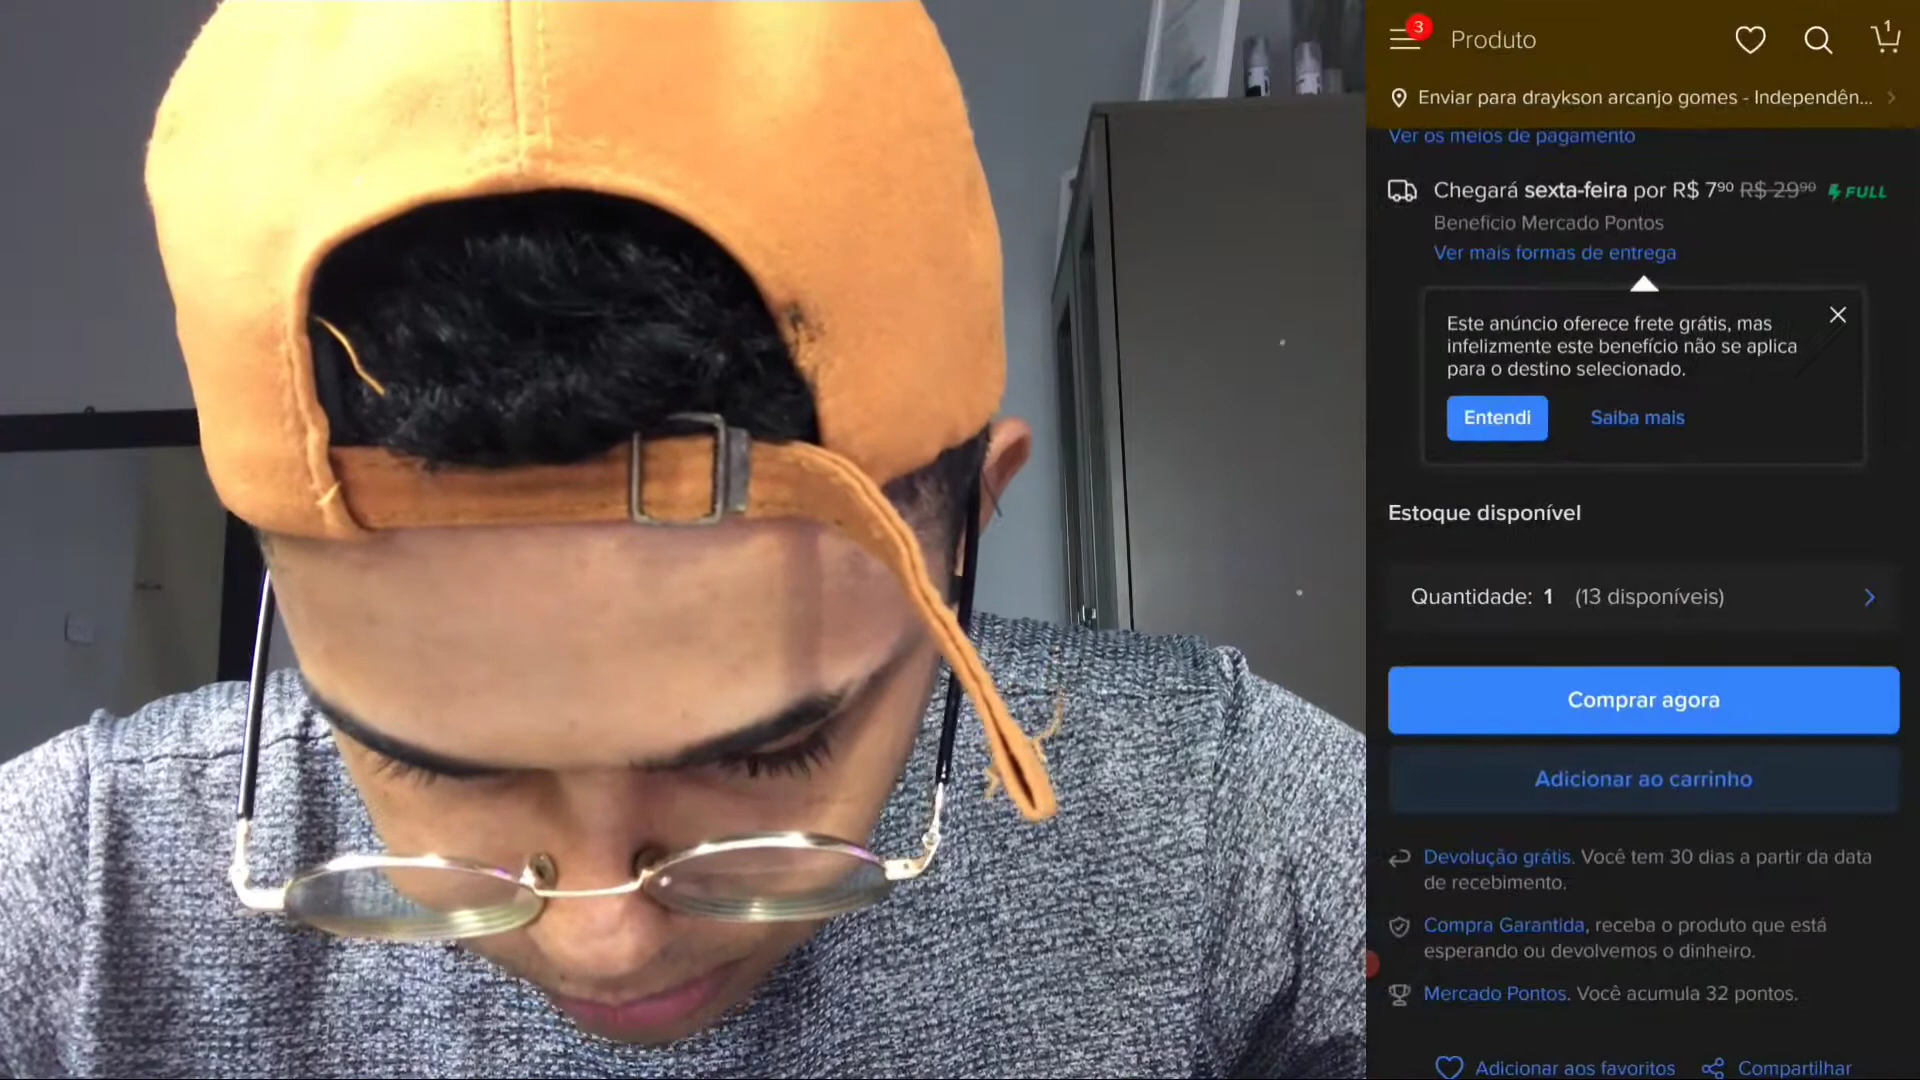 3
Produto
1
Enviar para draykson arcanjo gomes - Independên...
Ver os meios de pagamento
Chegará sexta-feira por R$ 7⁹⁰ R$ 29⁹⁰ FULL
Benefício Mercado Pontos
Ver mais formas de entrega
Este anúncio oferece frete grátis, mas
infelizmente este benefício não se aplica
para o destino selecionado.
Entendi
Saiba mais
Estoque disponível
Quantidade: 1 (13 disponíveis)
Comprar agora
Adicionar ao carrinho
Devolução grátis. Você tem 30 dias a partir da data
de recebimento.
Compra Garantida, receba o produto que está
esperando ou devolvemos o dinheiro.
Mercado Pontos. Você acumula 32 pontos.
Adicionar aos favoritos
Compartilhar